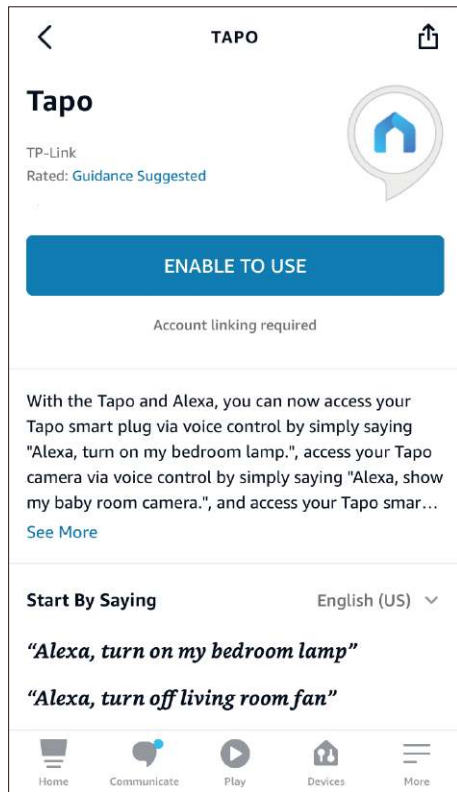 TAPO
Tapo
TP-Link
Rated: Guidance Suggested
ENABLE TO USE
Account linking required
With the Tapo and Alexa, you can now access your
Tapo smart plug via voice control by simply saying
"Alexa, turn on my bedroom lamp.", access your Tapo
camera via voice control by simply saying "Alexa, show
my baby room camera.", and access your Tapo smar...
See More
Start By Saying English (US)
“Alexa, turn on my bedroom lamp”
“Alexa, turn off living room fan”
Home Communicate Play Devices More